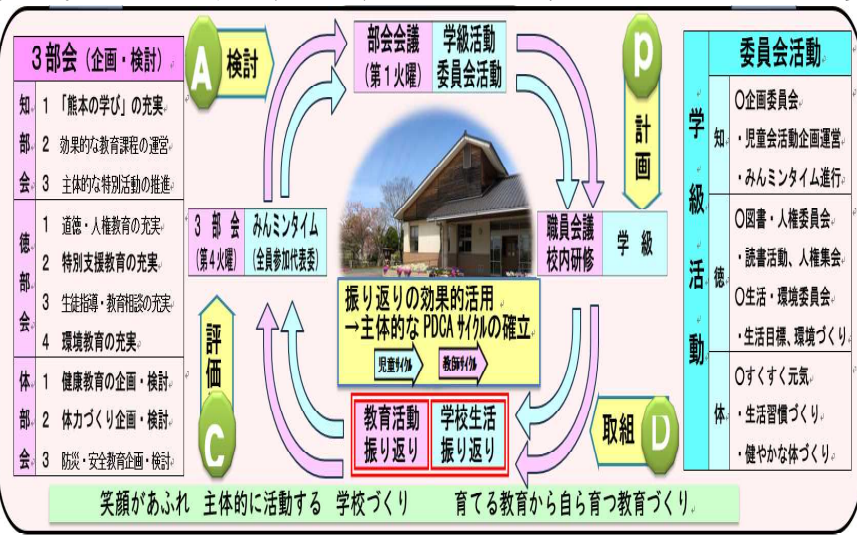 3部会(企画・検討)
知部会
1 「熊本の学び」の充実
2 効果的な教育課程の運営
3 主体的な特別活動の推進
徳部会
1 道徳・人権教育の充実
2 特別支援教育の充実
3 生徒指導・教育相談の充実
4 環境教育の充実
体部会
1 健康教育の企画・検討
2 体力づくり企画・検討
3 防災・安全教育企画・検討
A
検討
部会会議
(第1火曜)
学級活動
委員会活動
P
計画
3 部 会
(第4火曜)
みんミンタイム
(全員参加代表委)
職員会議
校内研修
学 級
振り返りの効果的活用
→主体的なPDCAサイクルの確立
児童サイクル
教師サイクル
評価
C
教育活動
振り返り
学校生活
振り返り
取組
D
学級活動
委員会活動
知
〇企画委員会
・児童会活動企画運営
・みんミンタイム進行
徳
〇図書・人権委員会
・読書活動、人権集会
〇生活・環境委員会
・生活目標、環境づくり
体
〇すくすく元気
・生活習慣づくり
・健やかな体づくり
笑顔があふれ 主体的に活動する 学校づくり 育てる教育から自ら育つ教育づくり